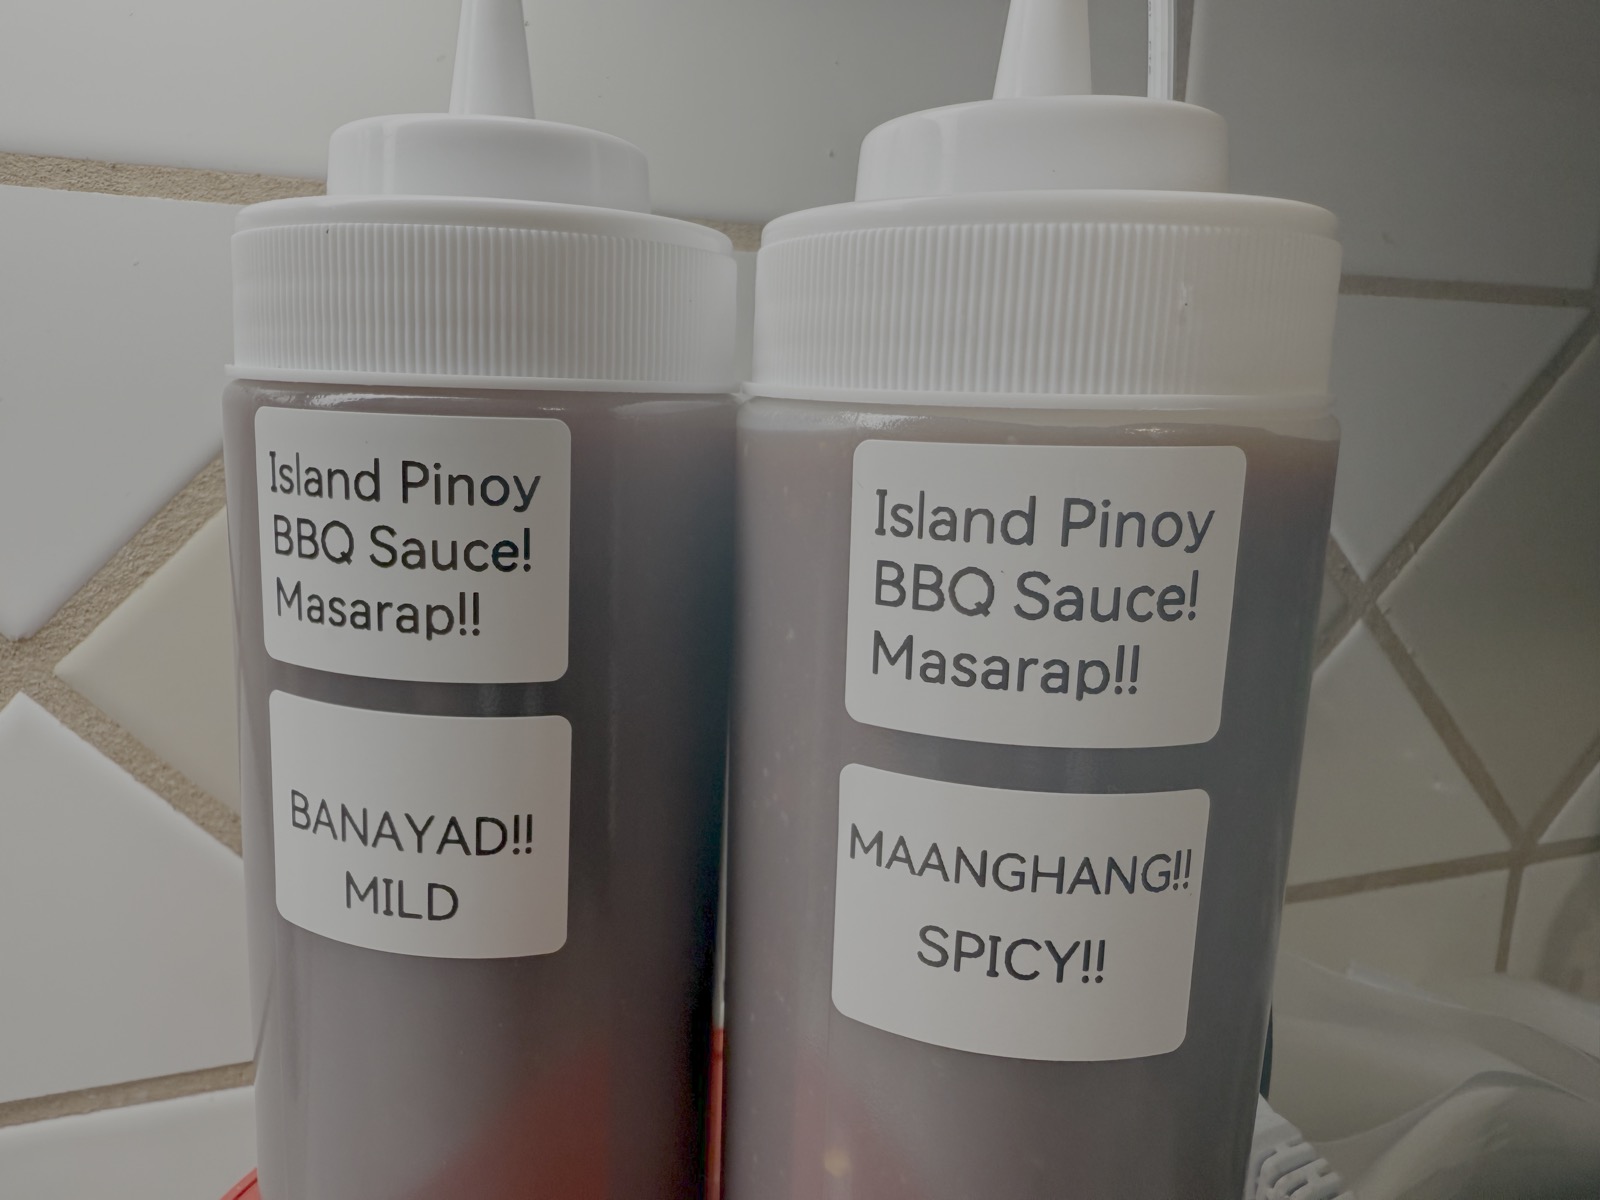 Island Pinoy
BBQ Sauce!
Masarap!!
BANAYAD!!
MILD
Island Pinoy
BBQ Sauce!
Masarap!!
MAANGHANG!!
SPICY!!